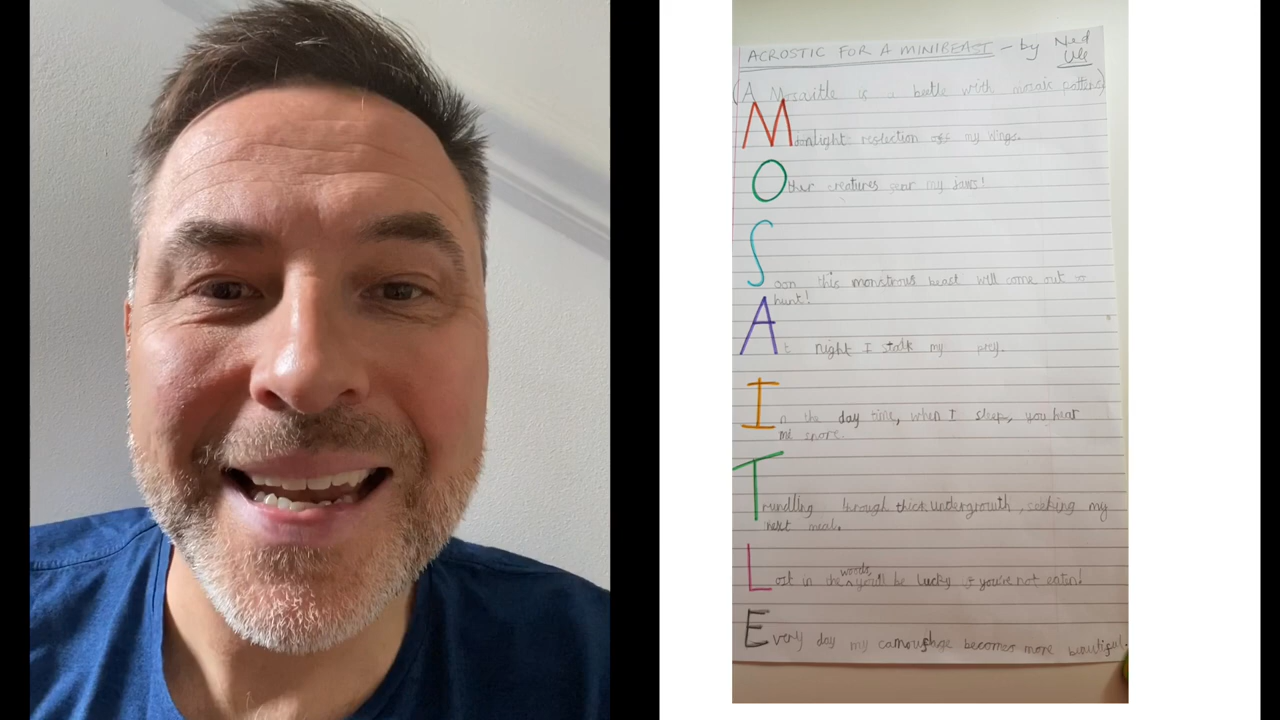 ACROSTIC FOR A MINIBEAST - by Ned
(A Mosaitle is a beetle with mosaic pattens)
Moonlight reflection off my wings.
Other creatures fear my jaws!
Soon this monstrous beast will come out to
hunt!
At night I stalk my prey.
In the day time, when I sleep, you hear
me snore.
Trundling through thick undergrowth, seeking my
next meal.
woods,
Lost in the you'll be lucky if you're not eatin!
Every day my camouflage becomes more beautiful.